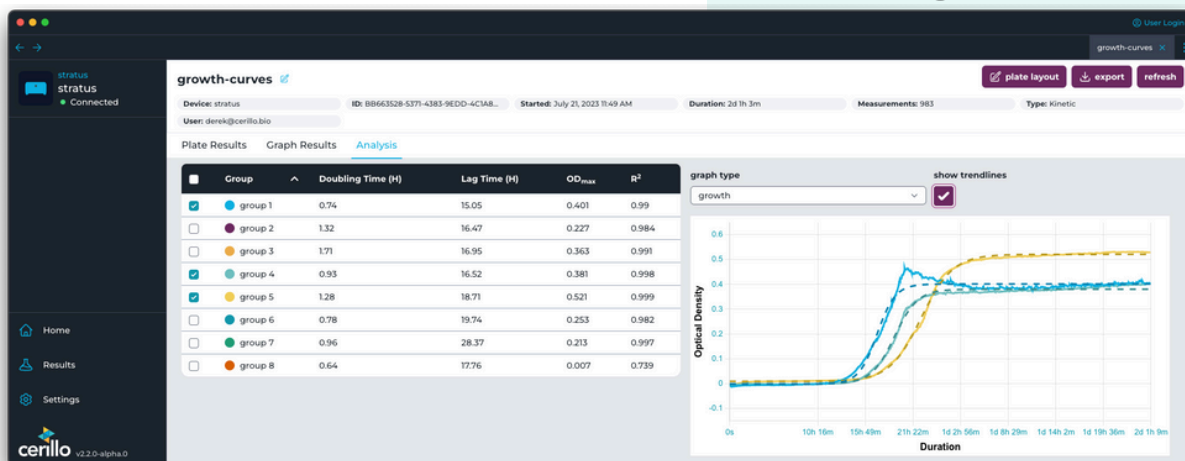 User Login
growth-curves ×
stratus
stratus
Connected
growth-curves
plate layout
export
refresh
Device: stratus
ID: BB663528-5371-4383-9EDD-4C1A8...
Started: July 21, 2023 11:49 AM
Duration: 2d 1h 3m
Measurements: 983
Type: Kinetic
User: derek@cerillo.bio
Plate Results Graph Results Analysis
Group Doubling Time (H) Lag Time (H) ODmax R²
group 1 0.74 15.05 0.401 0.99
group 2 1.32 16.47 0.227 0.984
group 3 1.71 16.95 0.363 0.991
group 4 0.93 16.52 0.381 0.998
group 5 1.28 18.71 0.521 0.999
group 6 0.78 19.74 0.253 0.982
group 7 0.96 28.37 0.213 0.997
group 8 0.64 17.76 0.007 0.739
graph type
growth
show trendlines
0.6
0.5
0.4
0.3
0.2
0.1
0
-0.1
Optical Density
0s 10h 16m 15h 49m 21h 22m 1d 2h 56m 1d 8h 29m 1d 14h 2m 1d 19h 36m 2d 1h 9m
Duration
Home
Results
Settings
cerillo v2.2.0-alpha.0